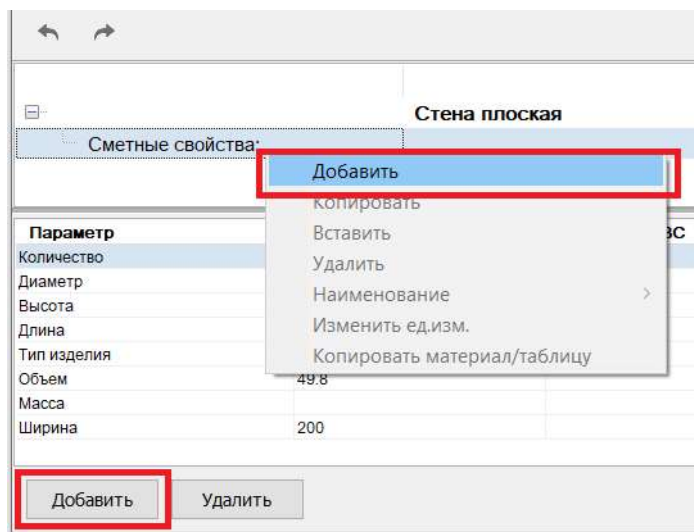 Стена плоская
Сметные свойства:
Добавить
Копировать
Вставить
Удалить
Наименование
Изменить ед.изм.
Копировать материал/таблицу
Параметр
Количество
Диаметр
Высота
Длина
Тип изделия
Объем 49.8
Масса
Ширина 200
Добавить Удалить